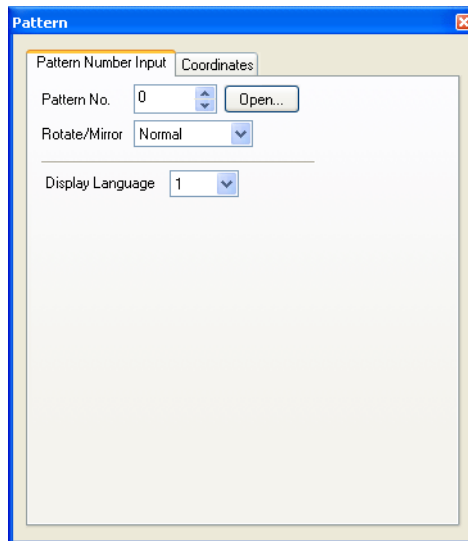 Pattern
Pattern Number Input Coordinates
Pattern No. 0 Open...
Rotate/Mirror Normal
Display Language 1